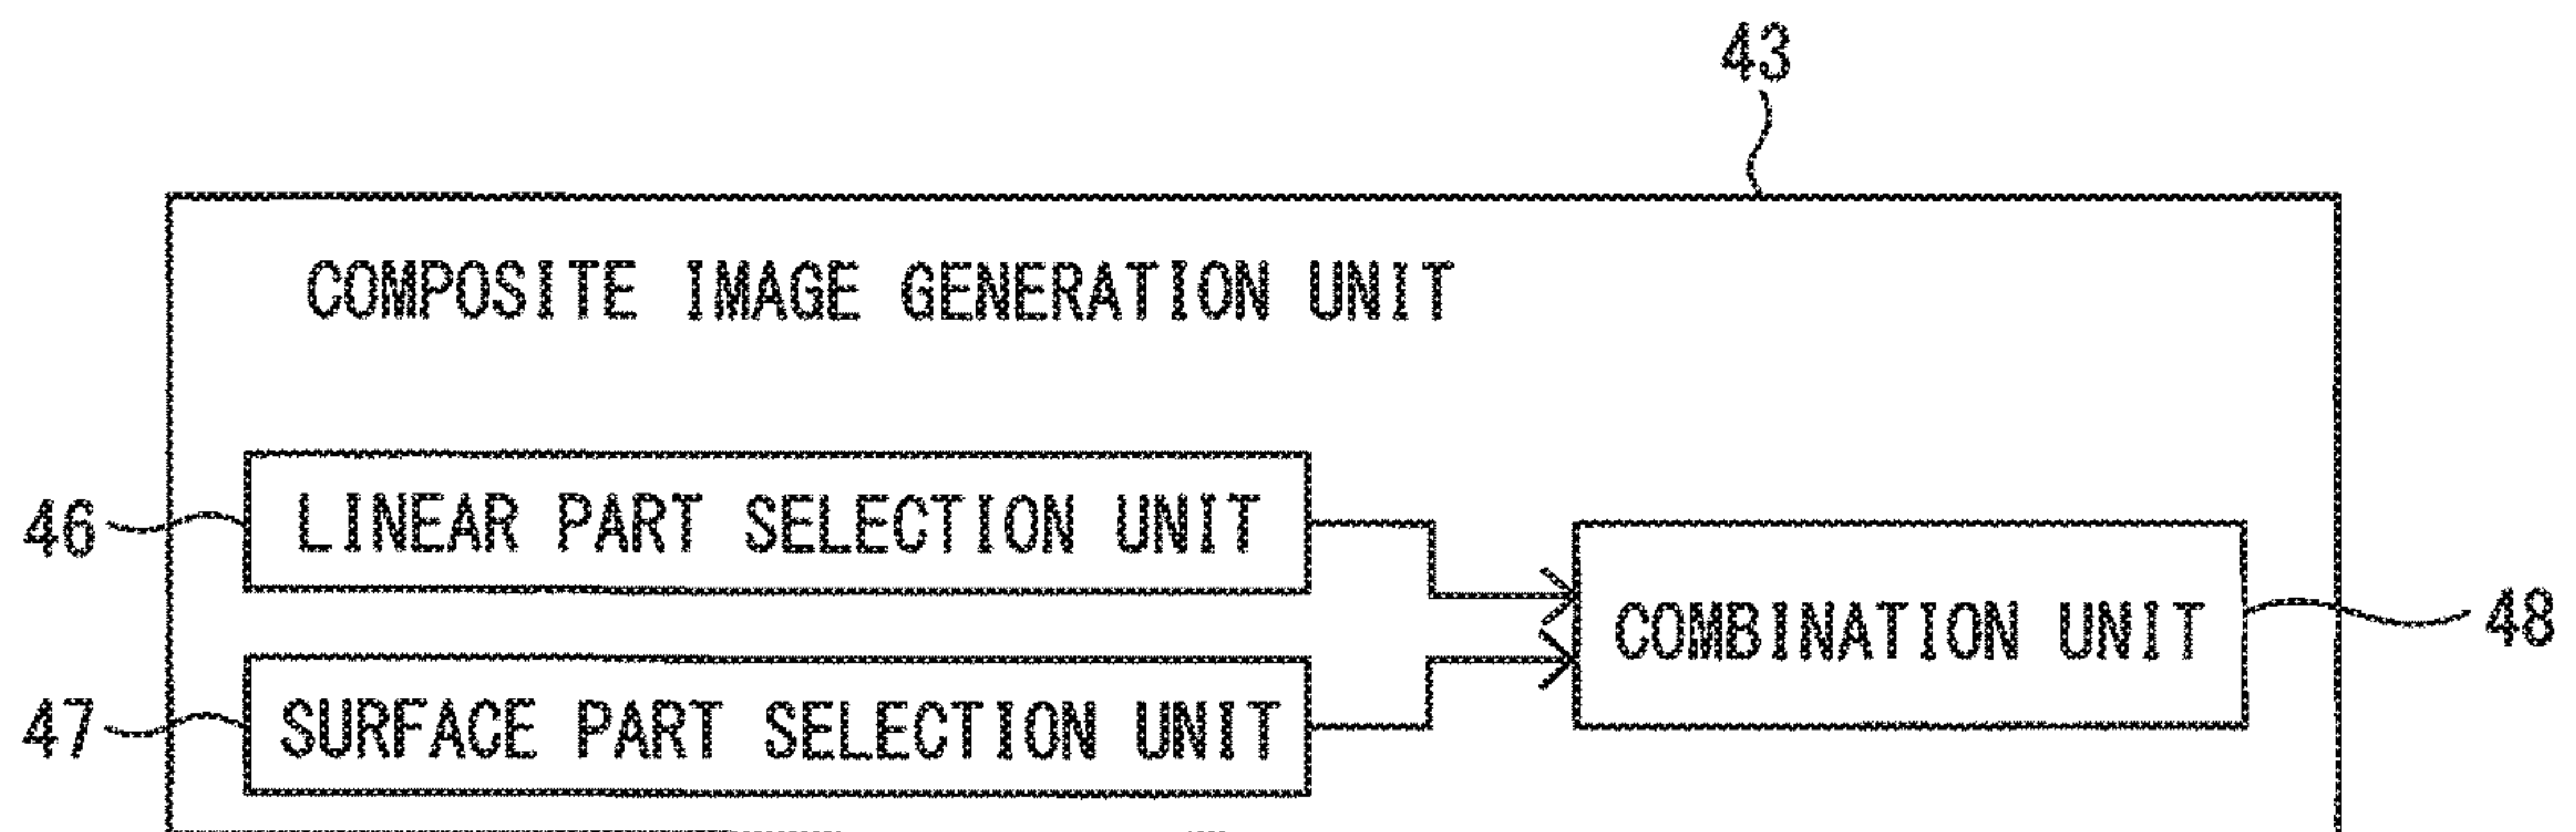 43
COMPOSITE IMAGE GENERATION UNIT
46
LINEAR PART SELECTION UNIT
COMBINATION UNIT
48
47
SURFACE PART SELECTION UNIT